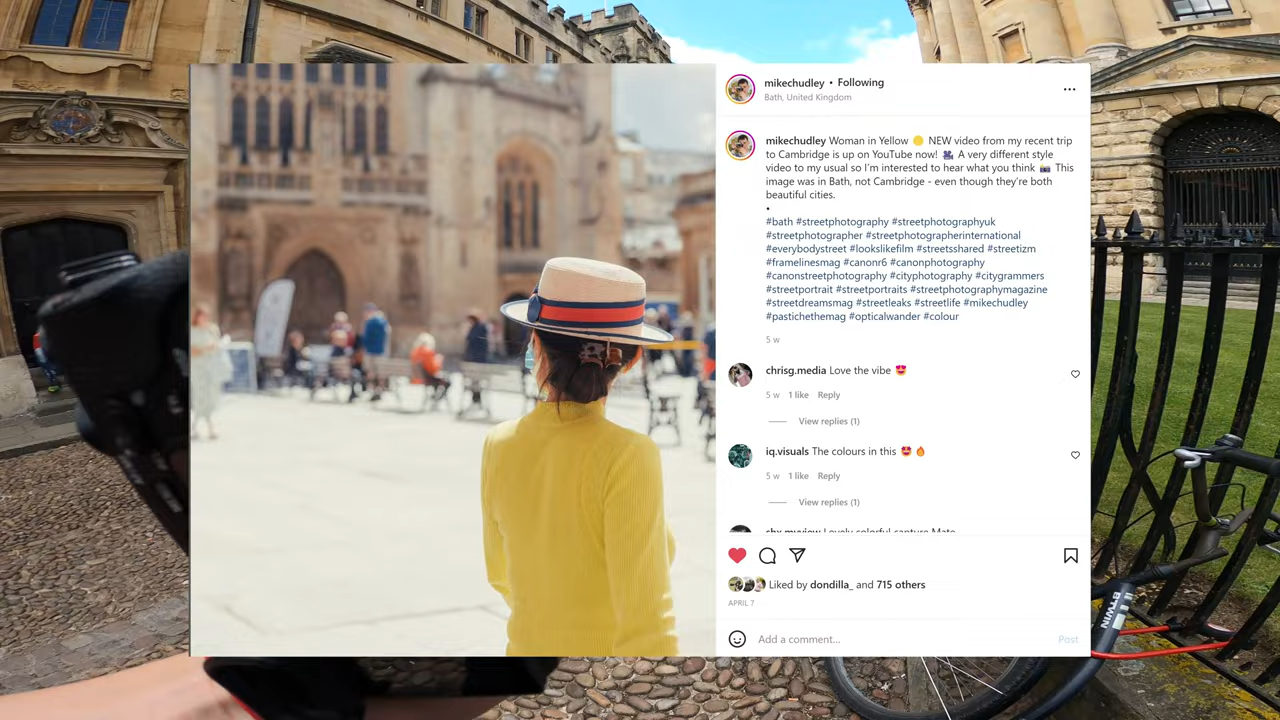 mikechudley • Following
Bath, United Kingdom
mikechudley Woman in Yellow 🟡 NEW video from my recent trip
to Cambridge is up on YouTube now! 🎥 A very different style
video to my usual so I'm interested to hear what you think 📸 This
image was in Bath, not Cambridge - even though they're both
beautiful cities.
•
#bath #streetphotography #streetphotographyuk
#streetphotographer #streetphotographerinternational
#everybodystreet #lookslikefilm #streetsshared #streetizm
#framelinesmag #canonr6 #canonphotography
#canonstreetphotography #cityphotography #citygrammers
#streetportrait #streetportraits #streetphotographymagazine
#streetdreamsmag #streetleaks #streetlife #mikechudley
#pastichethemag #opticalwander #colour
5 w
chrisg.media Love the vibe 😍
5 w 1 like Reply
View replies (1)
iq.visuals The colours in this 😍 🔥
5 w 1 like Reply
View replies (1)
Liked by dondilla_ and 715 others
APRIL 7
Add a comment...
Post
BTWIN